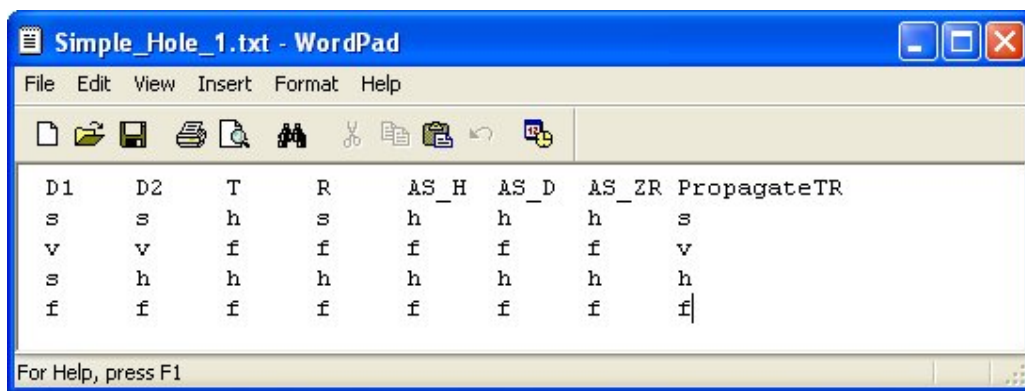 Simple_Hole_1.txt - WordPad
File Edit View Insert Format Help
D1 D2 T R AS_H AS_D AS_ZR PropagateTR
s s h s h h h s
v v f f f f f v
s h h h h h h h
f f f f f f f f
For Help, press F1